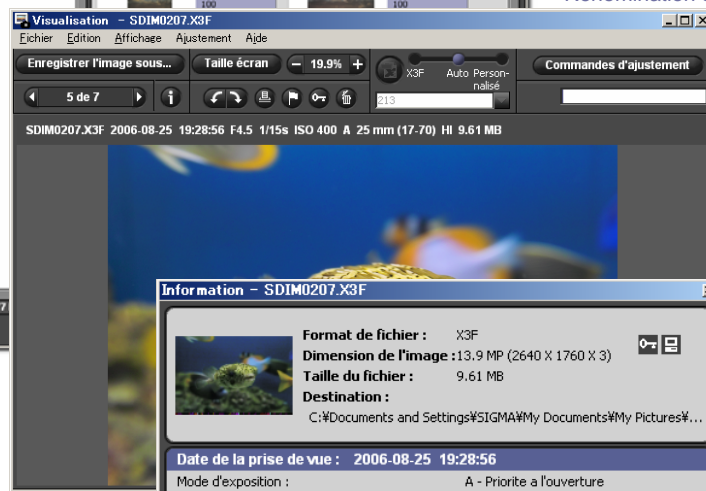 100
100
Visualisation – SDIM0207.X3F
Fichier Edition Affichage Ajustement Aide
Enregistrer l'image sous... Taille écran – 19.9% + X3F Auto Person-nalisé Commandes d'ajustement
5 de 7 213
SDIM0207.X3F 2006-08-25 19:28:56 F4.5 1/15s ISO 400 A 25 mm (17-70) HI 9.61 MB
Information – SDIM0207.X3F
Format de fichier : X3F
Dimension de l'image : 13.9 MP (2640 X 1760 X 3)
Taille du fichier : 9.61 MB
Destination :
C:¥Documents and Settings¥SIGMA¥My Documents¥My Pictures¥...
Date de la prise de vue : 2006-08-25 19:28:56
Mode d'exposition : A - Priorite a l'ouverture